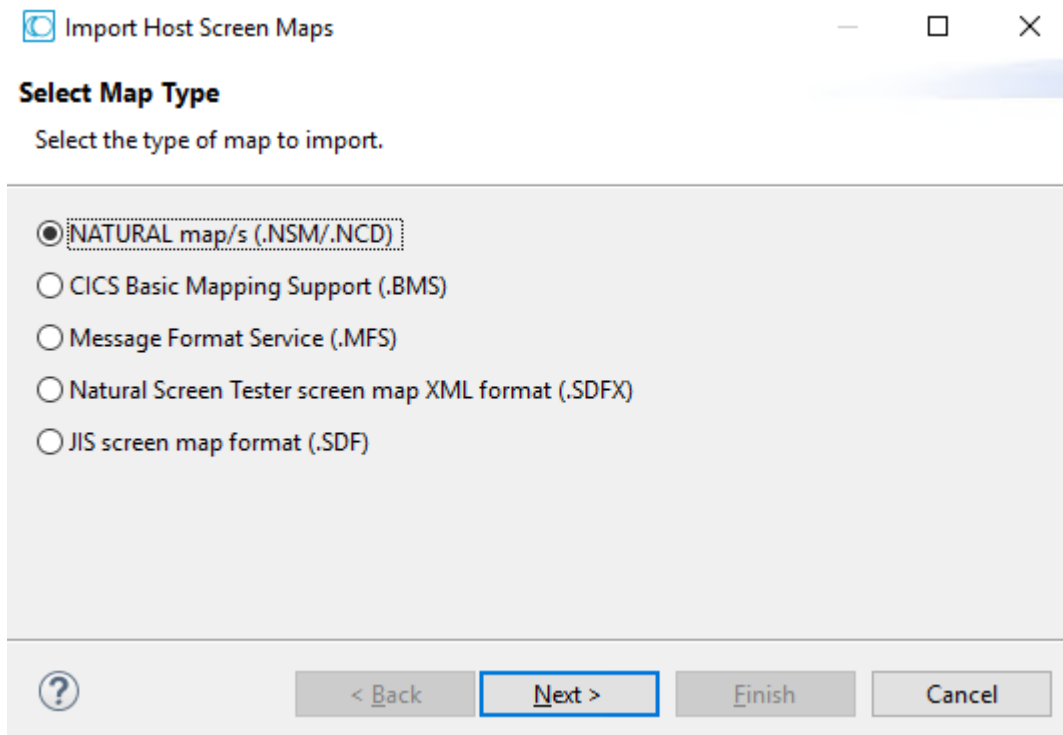 Import Host Screen Maps
Select Map Type
Select the type of map to import.
NATURAL map/s (.NSM/.NCD)
CICS Basic Mapping Support (.BMS)
Message Format Service (.MFS)
Natural Screen Tester screen map XML format (.SDFX)
JIS screen map format (.SDF)
? < Back Next > Finish Cancel